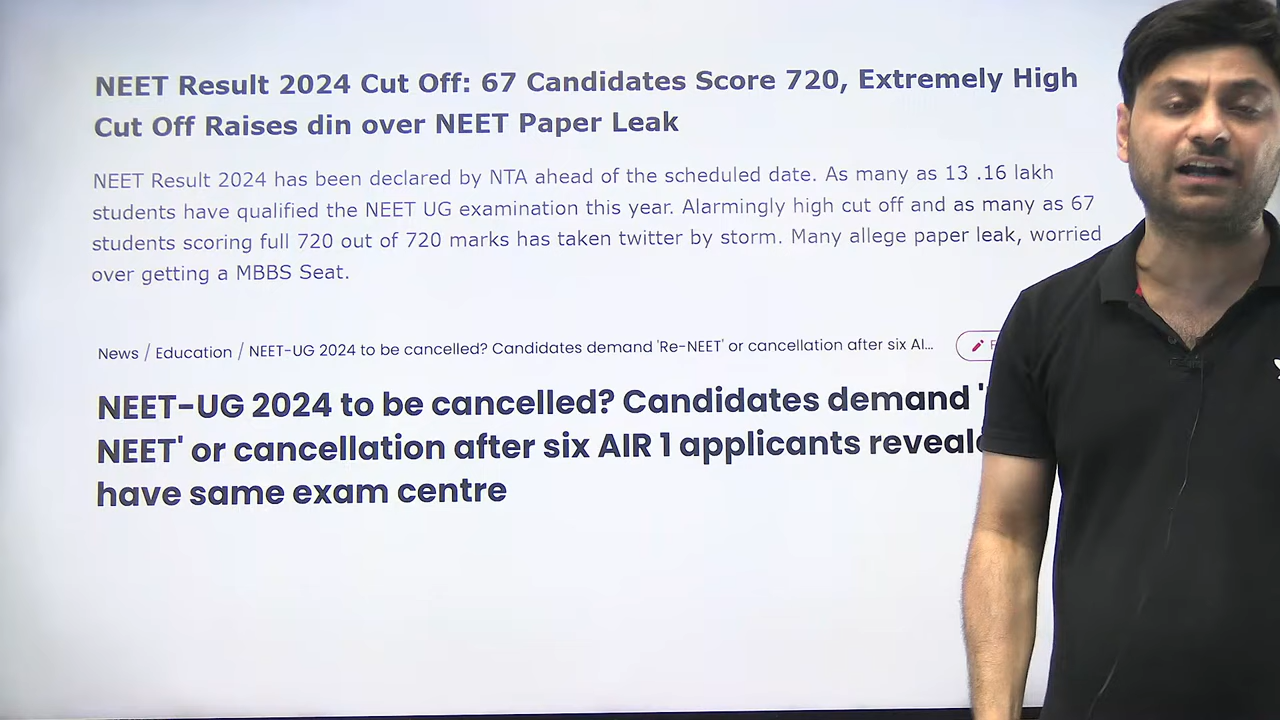 NEET Result 2024 Cut Off: 67 Candidates Score 720, Extremely High
Cut Off Raises din over NEET Paper Leak
NEET Result 2024 has been declared by NTA ahead of the scheduled date. As many as 13 .16 lakh
students have qualified the NEET UG examination this year. Alarmingly high cut off and as many as 67
students scoring full 720 out of 720 marks has taken twitter by storm. Many allege paper leak, worried
over getting a MBBS Seat.
News / Education / NEET-UG 2024 to be cancelled? Candidates demand 'Re-NEET' or cancellation after six AI...
NEET-UG 2024 to be cancelled? Candidates demand
NEET' or cancellation after six AIR 1 applicants
have same exam centre